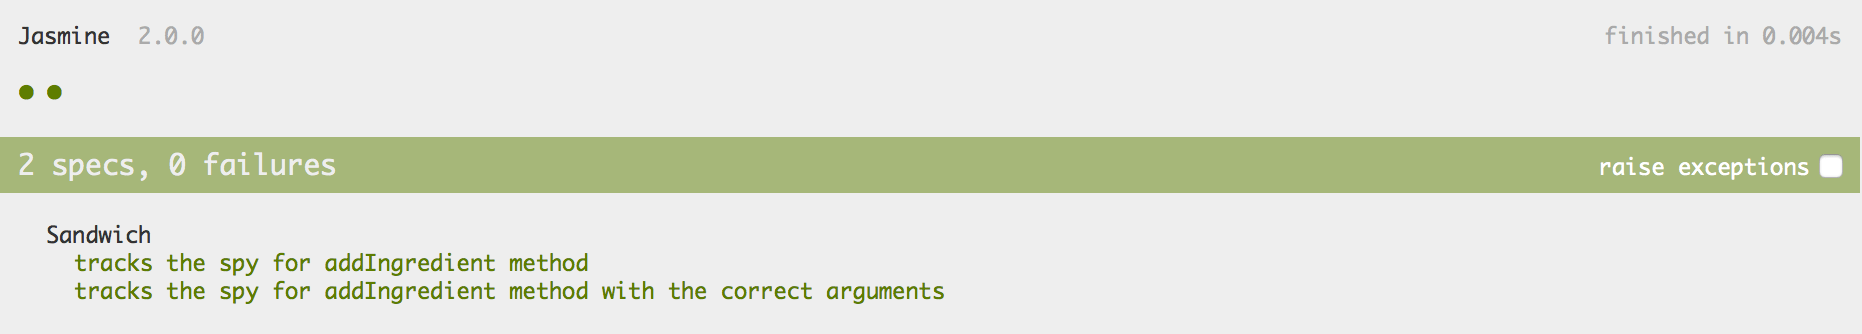 Jasmine 2.0.0 finished in 0.004s
2 specs, 0 failures raise exceptions
Sandwich
tracks the spy for addIngredient method
tracks the spy for addIngredient method with the correct arguments